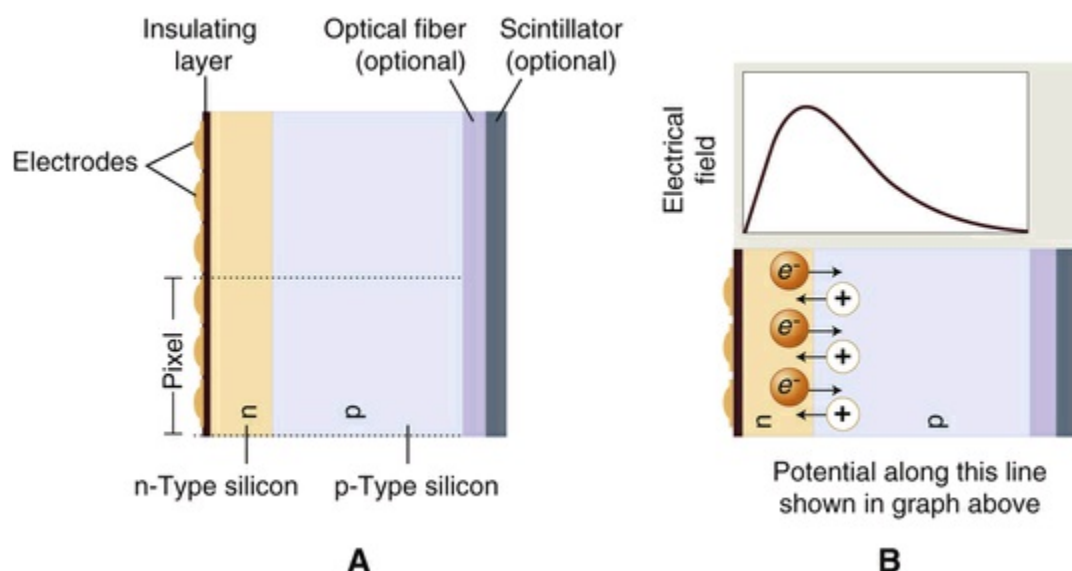 Insulating
layer
Optical fiber
(optional)
Scintillator
(optional)
Electrodes
Pixel
n
p
n-Type silicon
p-Type silicon
A
Electrical
field
e-
+
e-
+
e-
+
n
p
Potential along this line
shown in graph above
B